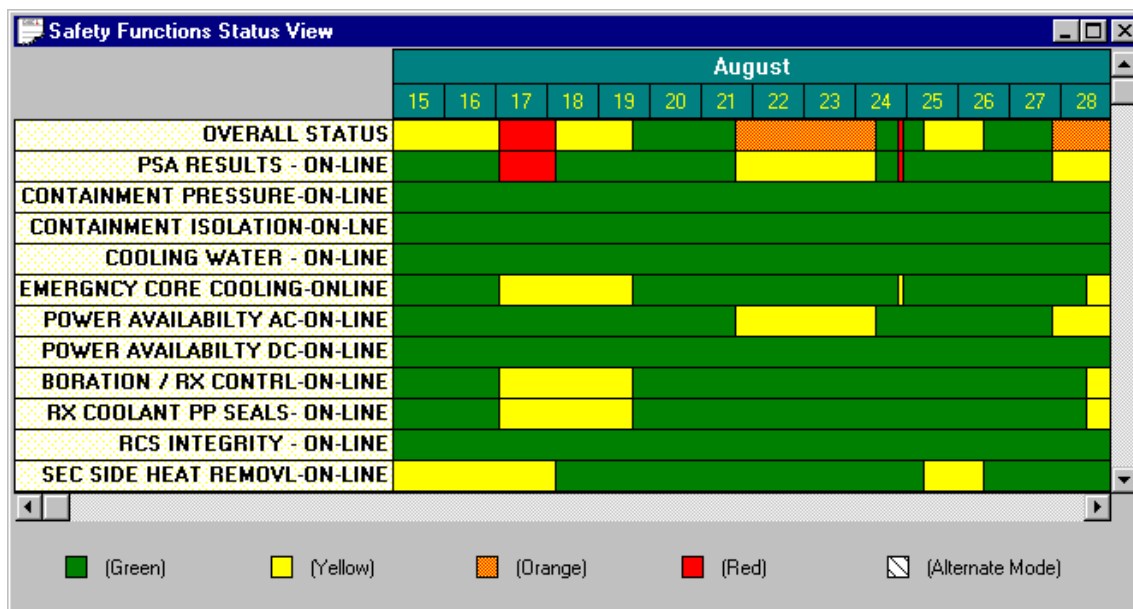 Safety Functions Status View
August
15 16 17 18 19 20 21 22 23 24 25 26 27 28
OVERALL STATUS
PSA RESULTS - ON-LINE
CONTAINMENT PRESSURE-ON-LINE
CONTAINMENT ISOLATION-ON-LNE
COOLING WATER - ON-LINE
EMERGNCY CORE COOLING-ONLINE
POWER AVAILABILTY AC-ON-LINE
POWER AVAILABILTY DC-ON-LINE
BORATION / RX CONTRL-ON-LINE
RX COOLANT PP SEALS- ON-LINE
RCS INTEGRITY - ON-LINE
SEC SIDE HEAT REMOVL-ON-LINE
(Green) (Yellow) (Orange) (Red) (Alternate Mode)